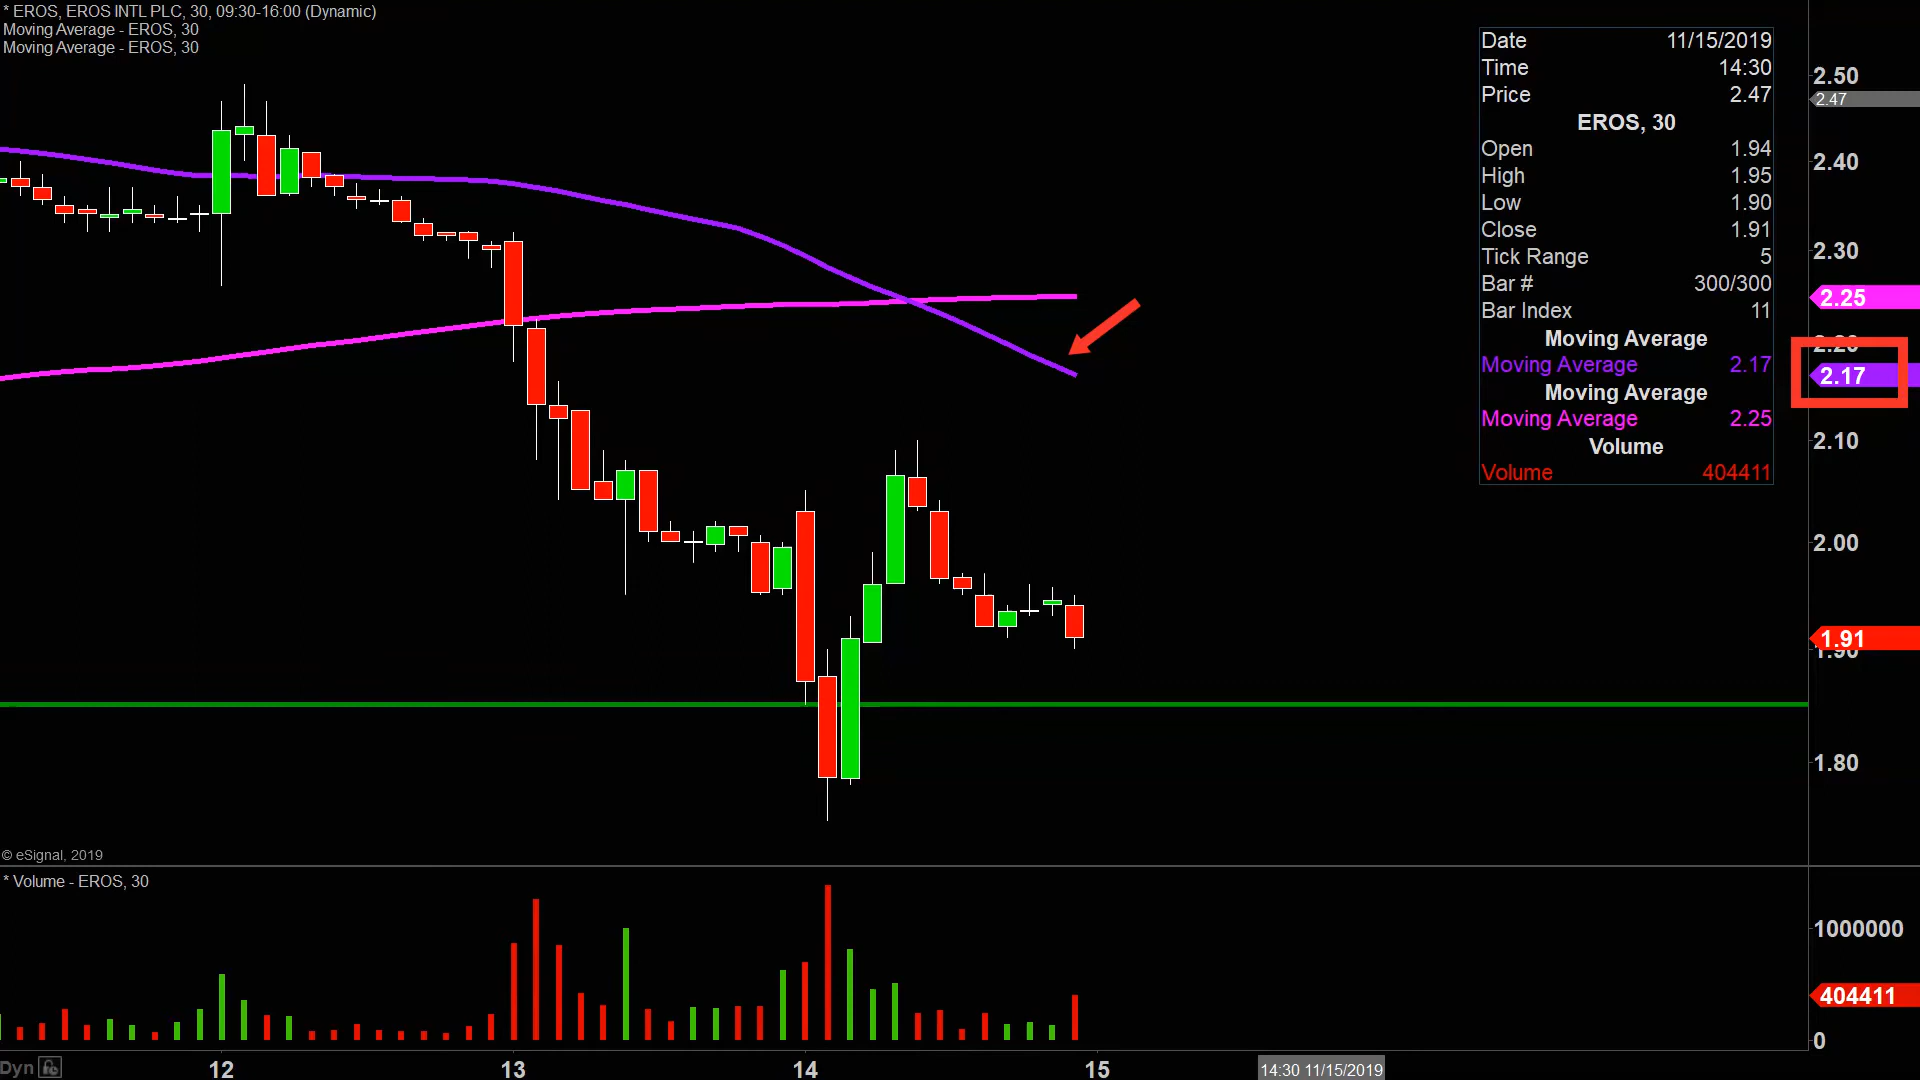 * EROS, EROS INTL PLC, 30, 09:30-16:00 (Dynamic)
Moving Average - EROS, 30
Moving Average - EROS, 30
Date 11/15/2019
Time 14:30
Price 2.47
EROS, 30
Open 1.94
High 1.95
Low 1.90
Close 1.91
Tick Range 5
Bar # 300/300
Bar Index 11
Moving Average
Moving Average 2.17
Moving Average
Moving Average 2.25
Volume
Volume 404411
2.50
2.47
2.40
2.30
2.25
2.20
2.17
2.10
2.00
1.91
1.90
1.80
© eSignal, 2019
* Volume - EROS, 30
1000000
404411
0
Dyn
12 13 14 15 14:30 11/15/2019